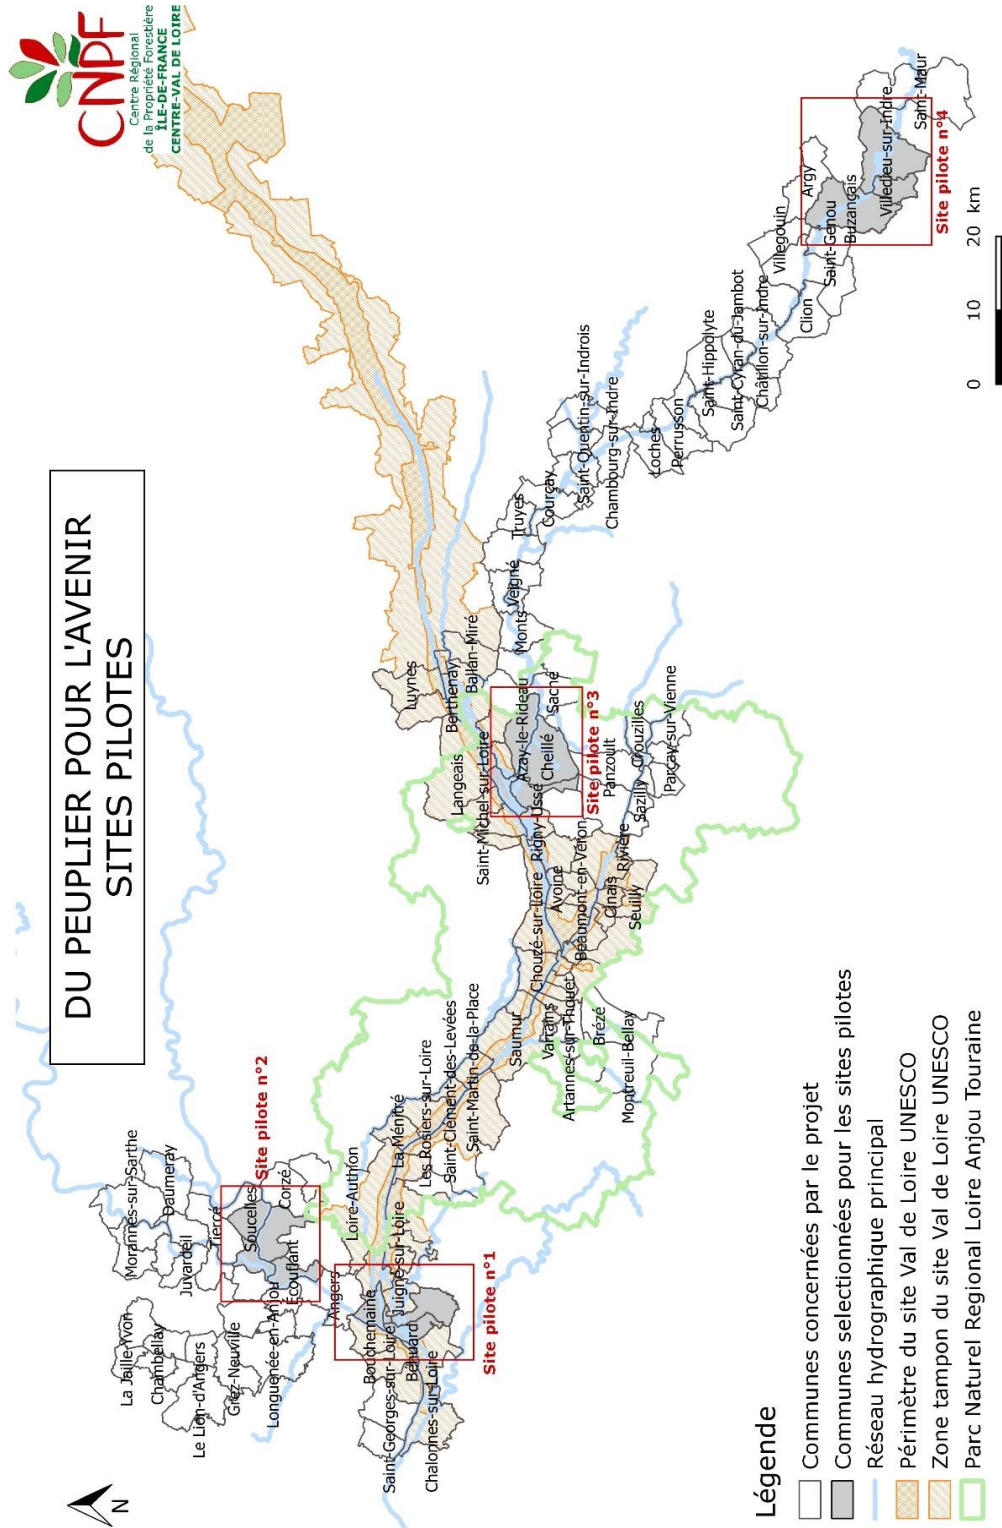 DU PEUPLIER POUR L'AVENIR
SITES PILOTES
CNPF
Centre Régional
de la Propriété Forestière
ÎLE-DE-FRANCE
CENTRE-VAL DE LOIRE
N
La Jaille-Yvon
Chambellay
Le Lion-d'Angers
Grez-Neuville
Longuenée-en-Anjou
Morannes-sur-Sarthe
Daumeray
Juvardeil
Tiercé
Soucelles
Corzé
Écouflant
Site pilote n°2
Angers
Loire-Authion
Bouchemaine
Juigné-sur-Loire
Saint-Georges-sur-Loire
Béhuard
Chalonnes-sur-Loire
Site pilote n°1
La Ménitré
Les Rosiers-sur-Loire
Saint-Clément-des-Levées
Saint-Martin-de-la-Place
Saumur
Varrains
Artannes-sur-Thouet
Brézé
Montreuil-Bellay
Chouzé-sur-Loire
Avoine
Beaumont-en-Véron
Cinais
Seuilly
Rivière
Rigny-Ussé
Saint-Michel-sur-Loire
Langeais
Luynes
Berthenay
Ballan-Miré
Azay-le-Rideau
Cheillé
Saché
Site pilote n°3
Panzoult
Sazilly
Crouzilles
Parçay-sur-Vienne
Monts
Veigné
Truyes
Courçay
Saint-Quentin-sur-Indrois
Chambourg-sur-Indre
Loches
Perrusson
Saint-Hippolyte
Saint-Cyran-du-Jambot
Châtillon-sur-Indre
Clion
Villegouin
Saint-Genou
Argy
Buzançais
Villedieu-sur-Indre
Saint-Maur
Site pilote n°4
0 10 20 km
Légende
Communes concernées par le projet
Communes selectionnées pour les sites pilotes
Réseau hydrographique principal
Périmètre du site Val de Loire UNESCO
Zone tampon du site Val de Loire UNESCO
Parc Naturel Regional Loire Anjou Touraine